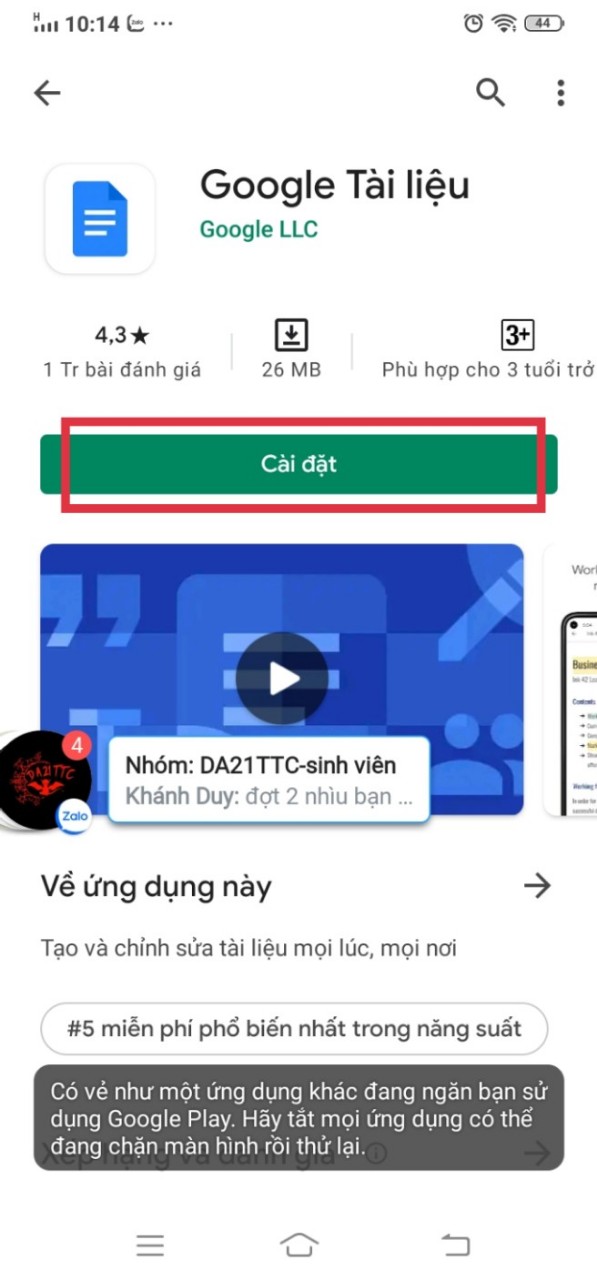 H
10:14 Zalo ...
44
Google Tài liệu
Google LLC
4,3★
1 Tr bài đánh giá
26 MB
3+
Phù hợp cho 3 tuổi trở
Cài đặt
Busine
Contents
4
DA21TTC
Zalo
Nhóm: DA21TTC-sinh viên
Khánh Duy: đợt 2 nhìu bạn ...
Về ứng dụng này
Tạo và chỉnh sửa tài liệu mọi lúc, mọi nơi
#5 miễn phí phổ biến nhất trong năng suất
Có vẻ như một ứng dụng khác đang ngăn bạn sử
dụng Google Play. Hãy tắt mọi ứng dụng có thể
đang chặn màn hình rồi thử lại.
Xếp hạng và đánh giá